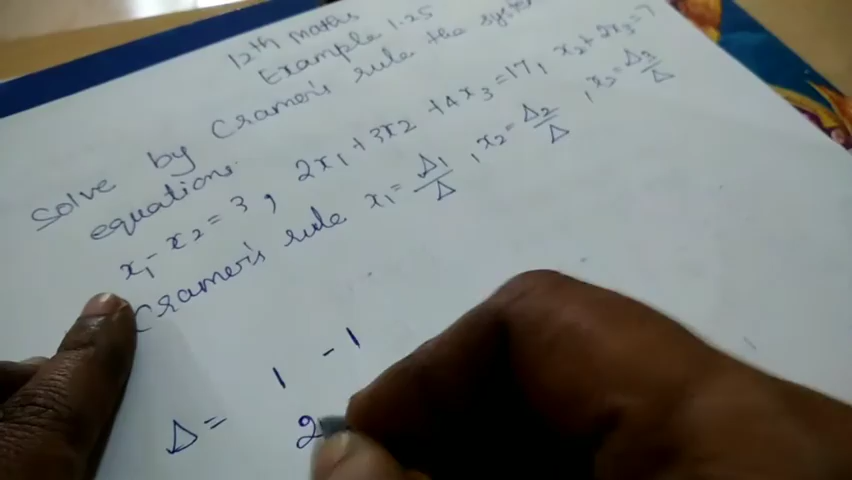 12th Maths
Example 1.25
Solve by Cramer's rule the system
equations.
x₁ - x₂ = 3, 2x₁ + 3x₂ + 4x₃ = 17, x₂ + 2x₃ = 7
Cramer's rule x₁ = Δ₁/Δ, x₂ = Δ₂/Δ, x₂ = Δ₃/Δ
1 -1
Δ = 2